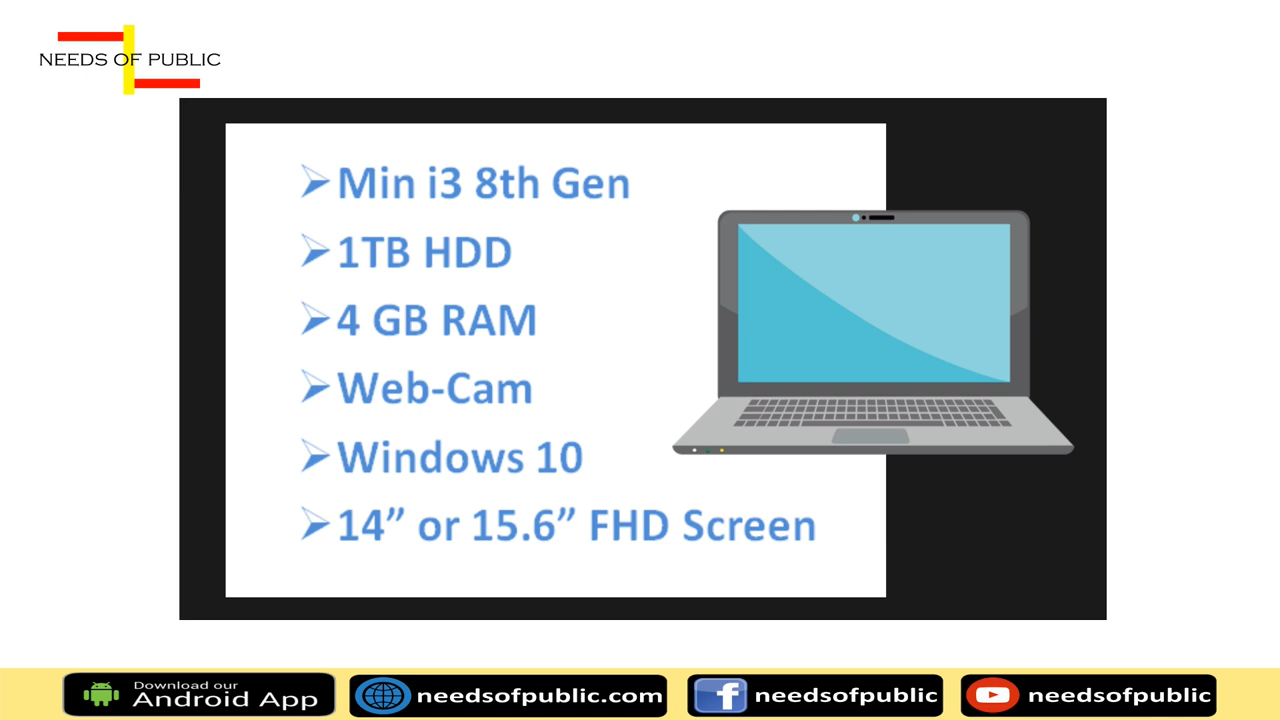 NEEDS OF PUBLIC
➢Min i3 8th Gen
➢1TB HDD
➢4 GB RAM
➢Web-Cam
➢Windows 10
➢14” or 15.6” FHD Screen
Download our
Android App
needsofpublic.com
needsofpublic
needsofpublic